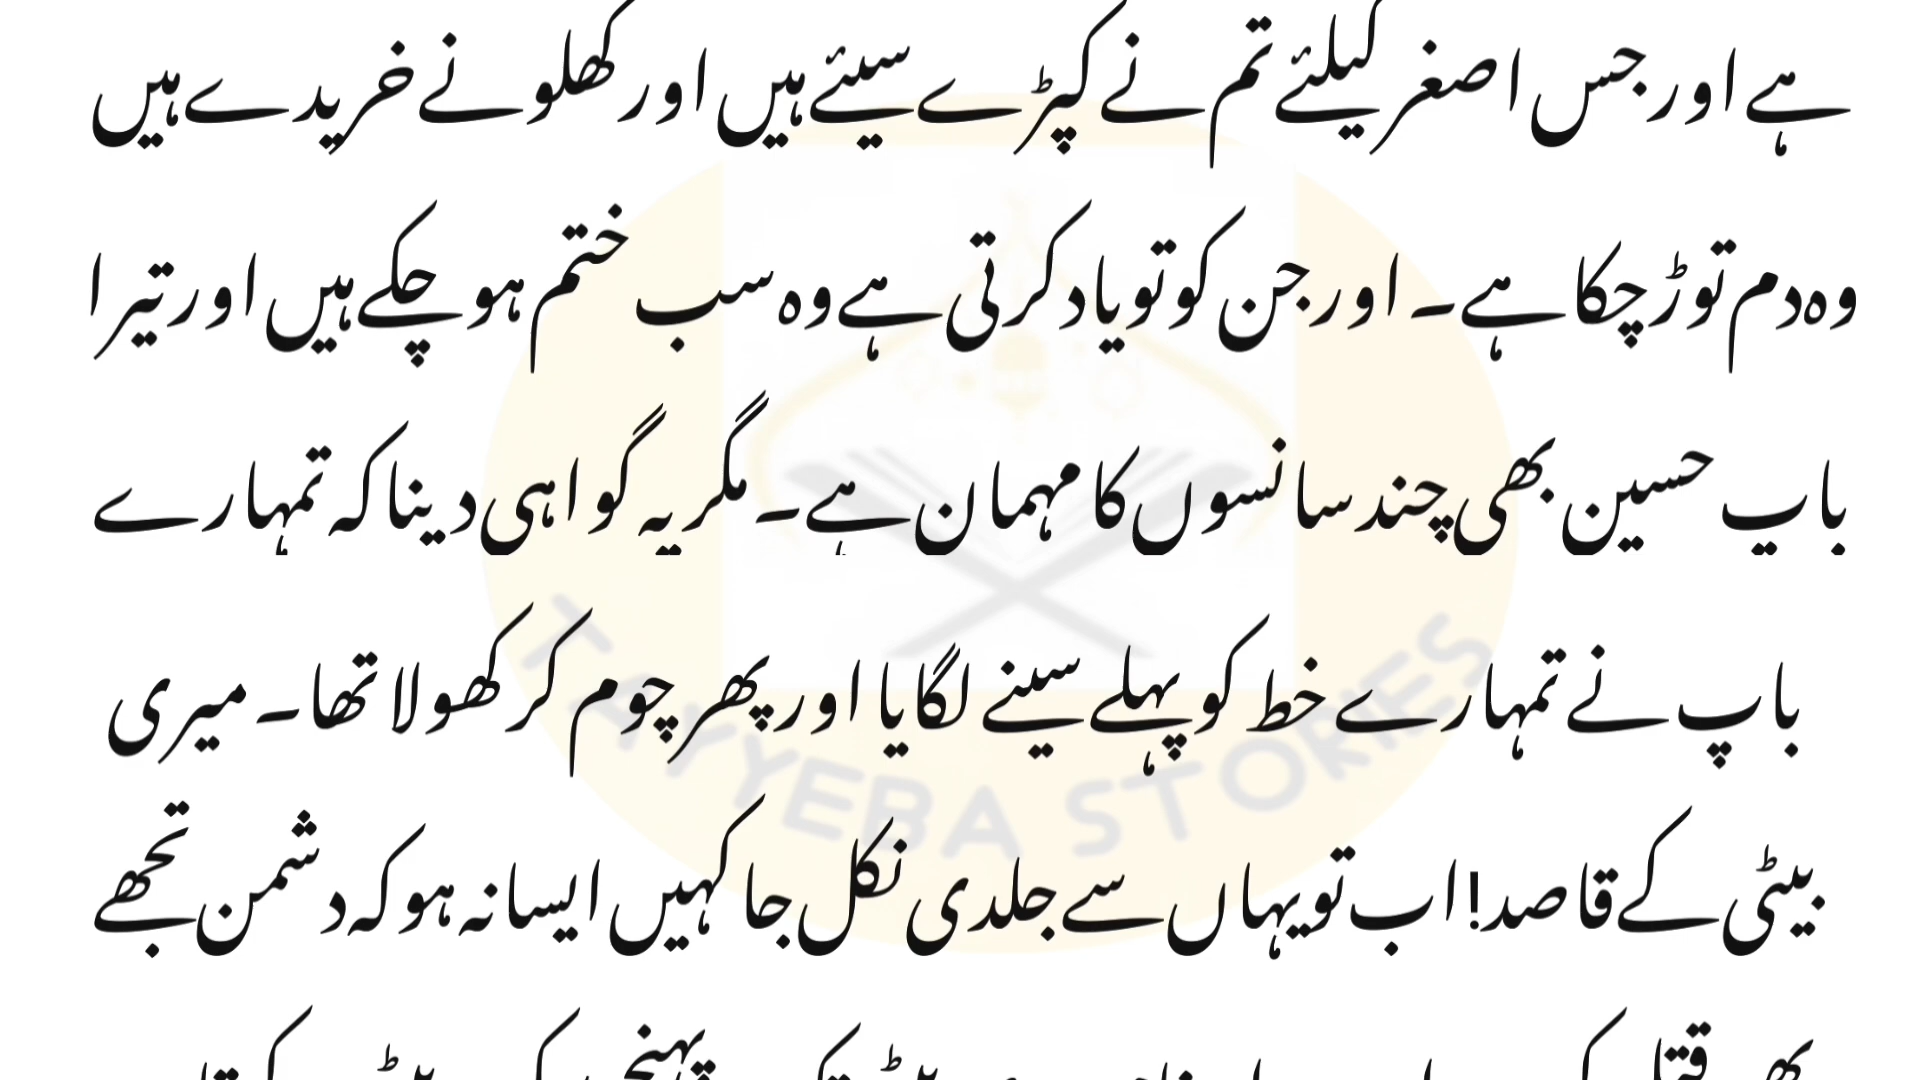 ہے اور جس اصغر کیلئے تم نے کپڑے سیئے ہیں اور کھلونے خریدے ہیں
وہ دم توڑ چکا ہے۔ اور جن کو تو یاد کرتی ہے وہ سب ختم ہو چکے ہیں اور تیرا
باپ حسین بھی چند سانسوں کا مہمان ہے۔ مگر یہ گواہی دینا کہ تمہارے
باپ نے تمہارے خط کو پہلے سینے لگایا اور پھر چوم کر کھولا تھا۔ میری
بیٹی کے قاصد! اب تو یہاں سے جلدی نکل جا کہیں ایسا نہ ہو کہ دشمن تجھے
TAYYEBA STORIES